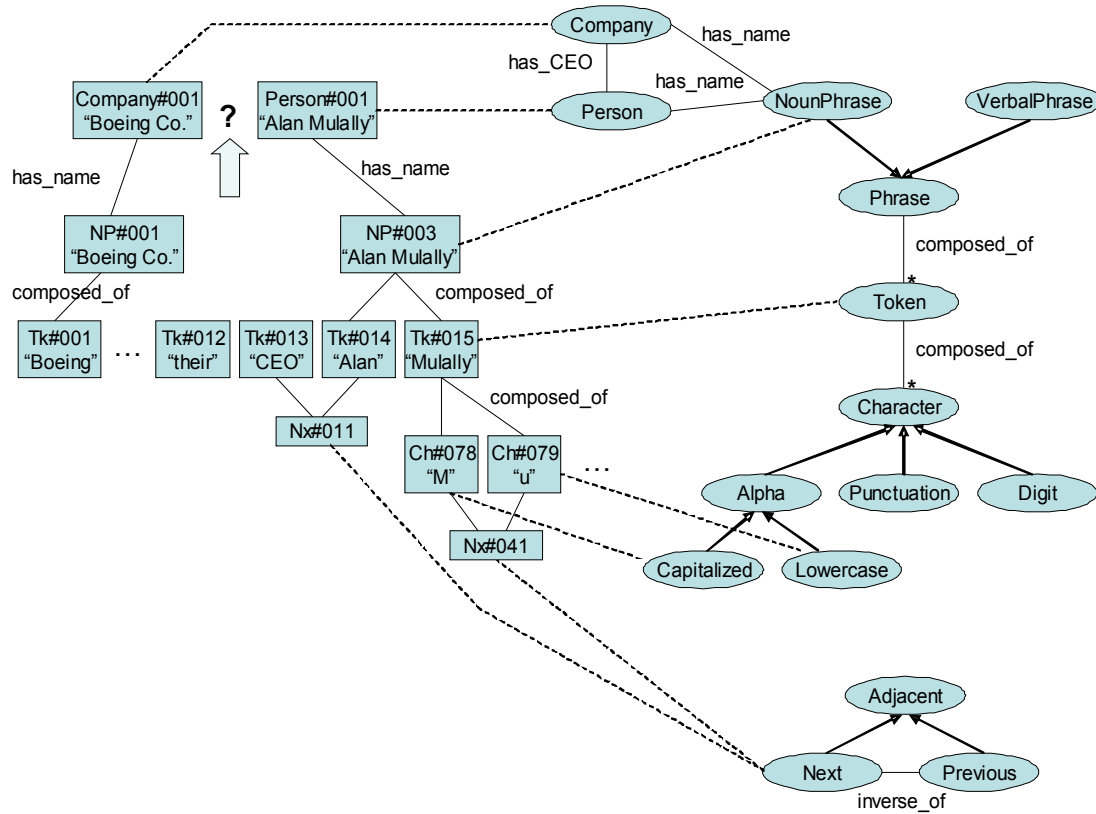 Company
has_name
has_CEO
Company#001
“Boeing Co.”
?
Person#001
“Alan Mulally”
Person
has_name
NounPhrase
VerbalPhrase
has_name
has_name
Phrase
NP#001
“Boeing Co.”
NP#003
“Alan Mulally”
composed_of
composed_of
composed_of
*
Token
Tk#001
“Boeing”
...
Tk#012
“their”
Tk#013
“CEO”
Tk#014
“Alan”
Tk#015
“Mulally”
composed_of
composed_of
*
Character
Nx#011
Ch#078
“M”
Ch#079
“u”
...
Alpha
Punctuation
Digit
Nx#041
Capitalized
Lowercase
Adjacent
Next
Previous
inverse_of